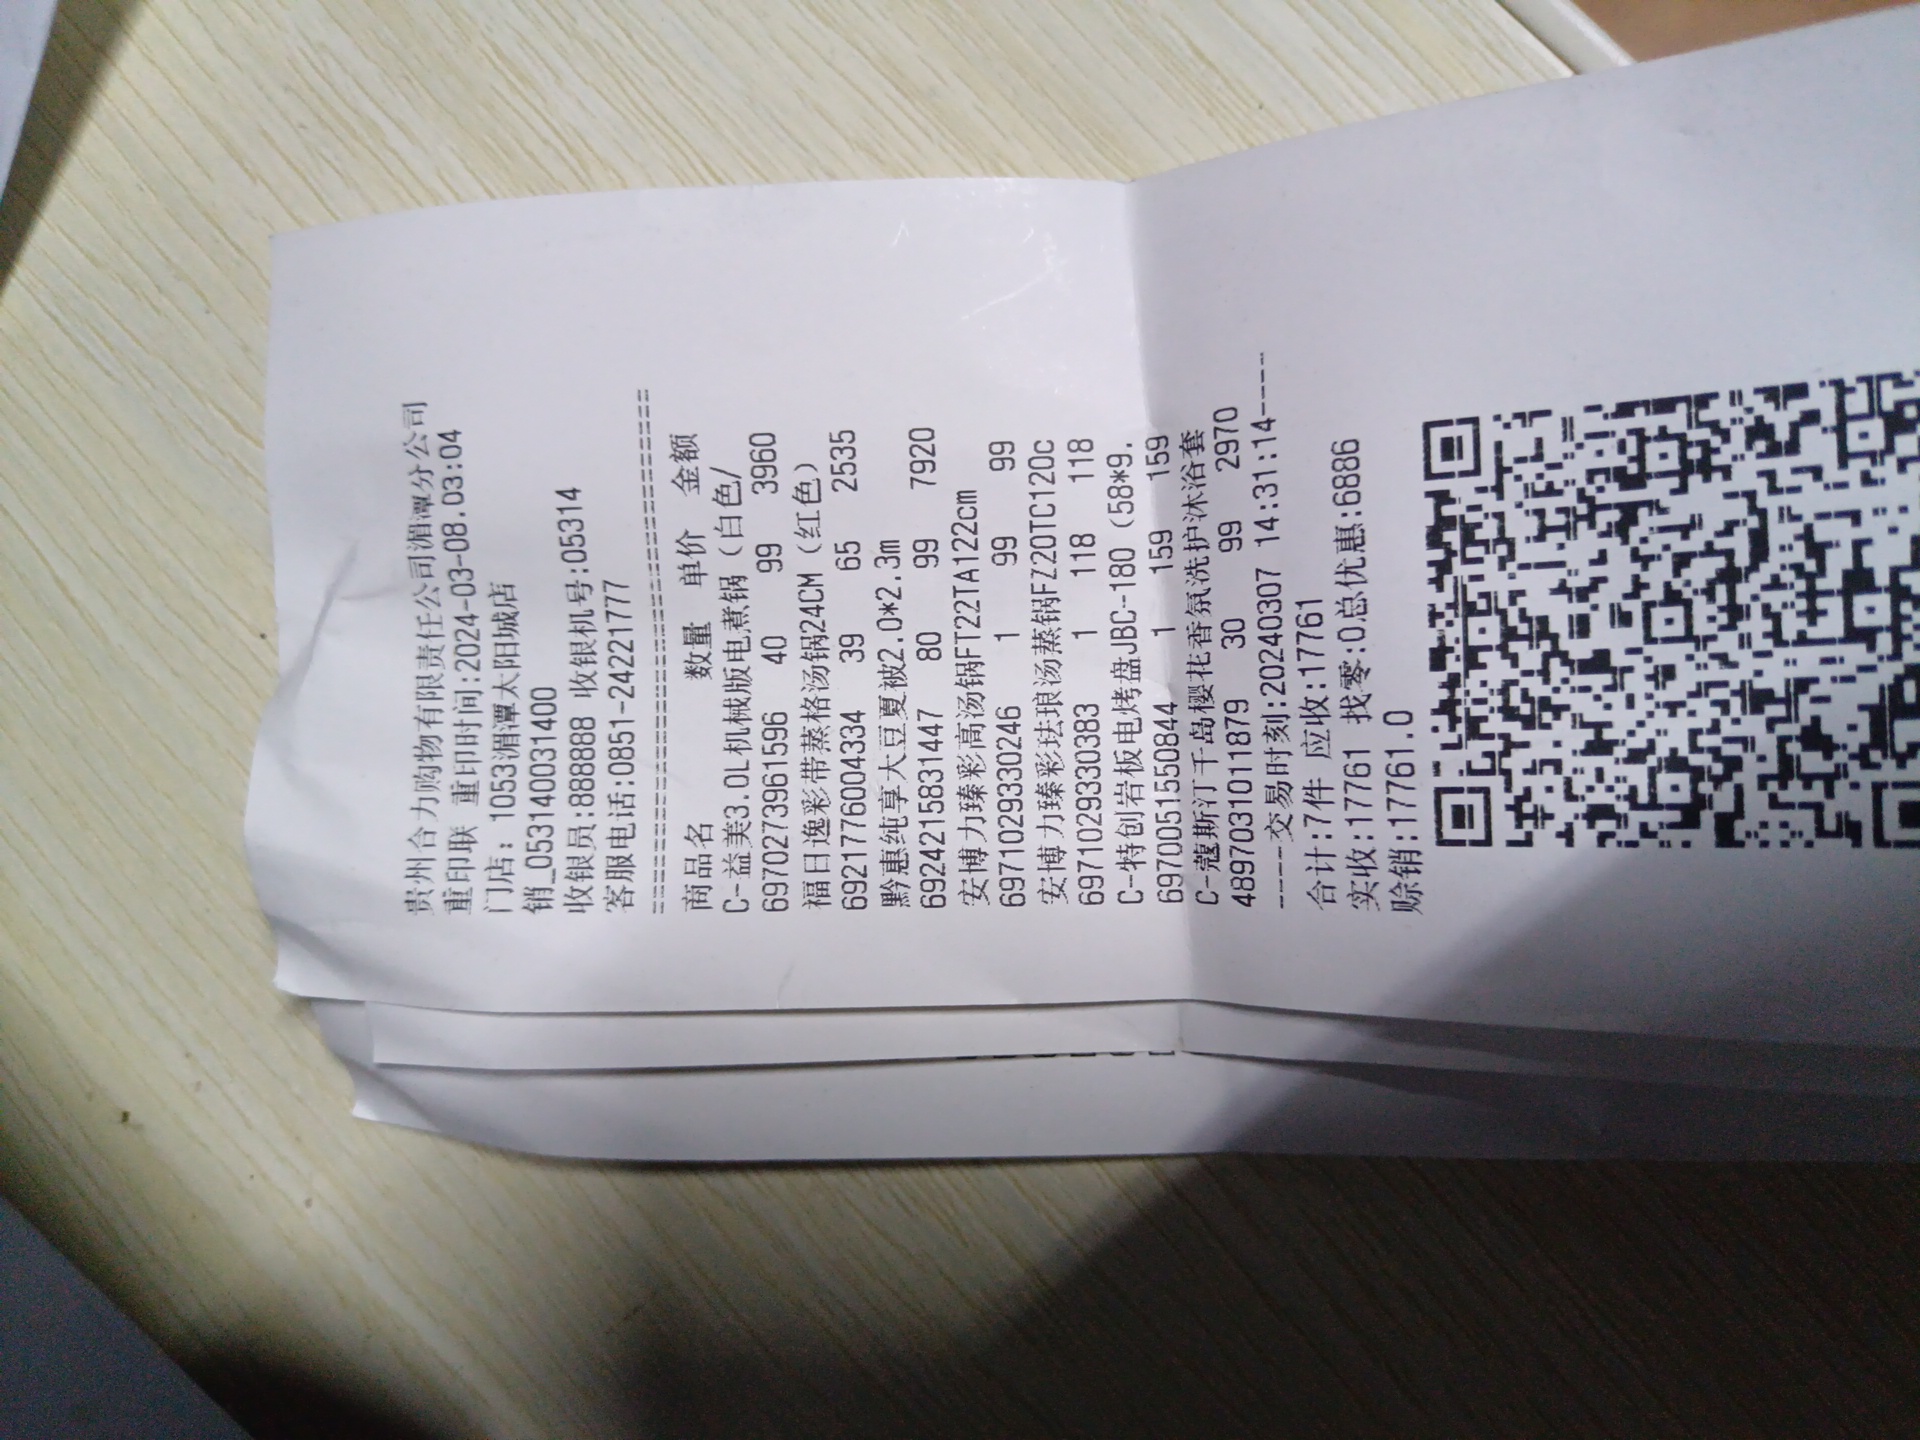 贵州合力购物有限责任公司湄潭分公司
重印联 重印时间:2024-03-08.03:04
门店: 1053湄潭太阳城店
销_05314003​1400
收银员:888888 收银机号:05314
客服电话:0851-24221777
================================
商品名 数量 单价 金额
C-益美3.0L机械版电煮锅（白色/
6970273961596 40 99 3960
福日逸彩带蒸格汤锅24CM（红色）
6921777600​4334 39 65 2535
黔惠纯享大豆夏被2.0*2.3m
6924215831447 80 99 7920
安博力臻彩高汤锅FT22TA122cm
6971029330246 1 99 99
安博力臻彩珐琅汤蒸锅FZ20TC120c
6971029330383 1 118 118
C-特创岩板电烤盘JBC-180（58*9.
6970051550844 1 159 159
C-蔻斯汀千岛樱花香氛洗护沐浴套
4897031011879 30 99 2970
----交易时刻:20240307 14:31:14----
合计:7件 应收:17761
实收:17761 找零:0总优惠:6886
赊销:17761.0